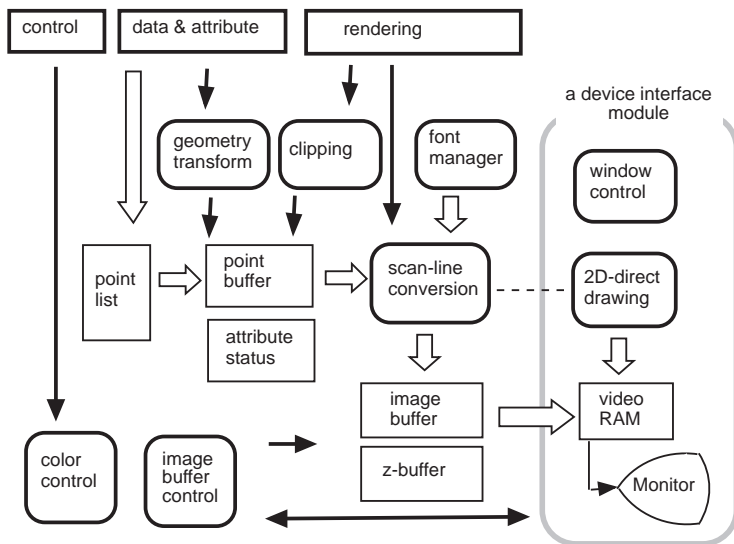 control
data & attribute
rendering
a device interface
module
geometry
transform
clipping
font
manager
window
control
point
list
point
buffer
scan-line
conversion
2D-direct
drawing
attribute
status
image
buffer
video
RAM
color
control
image
buffer
control
z-buffer
Monitor